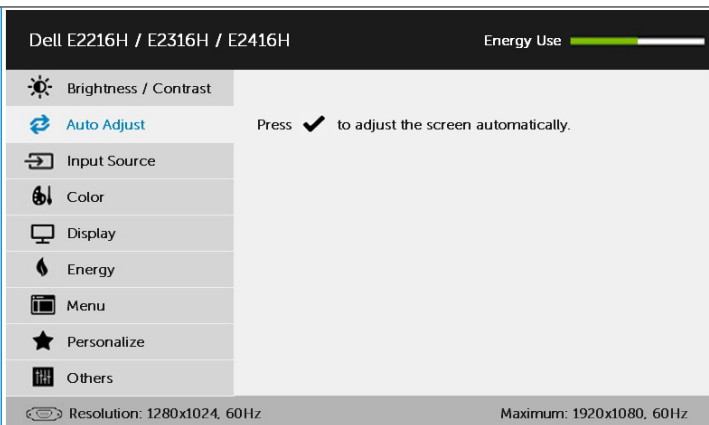 Dell E2216H / E2316H / E2416H
Energy Use
Brightness / Contrast
Auto Adjust
Press ✔ to adjust the screen automatically.
Input Source
Color
Display
Energy
Menu
Personalize
Others
Resolution: 1280x1024, 60Hz
Maximum: 1920x1080, 60Hz